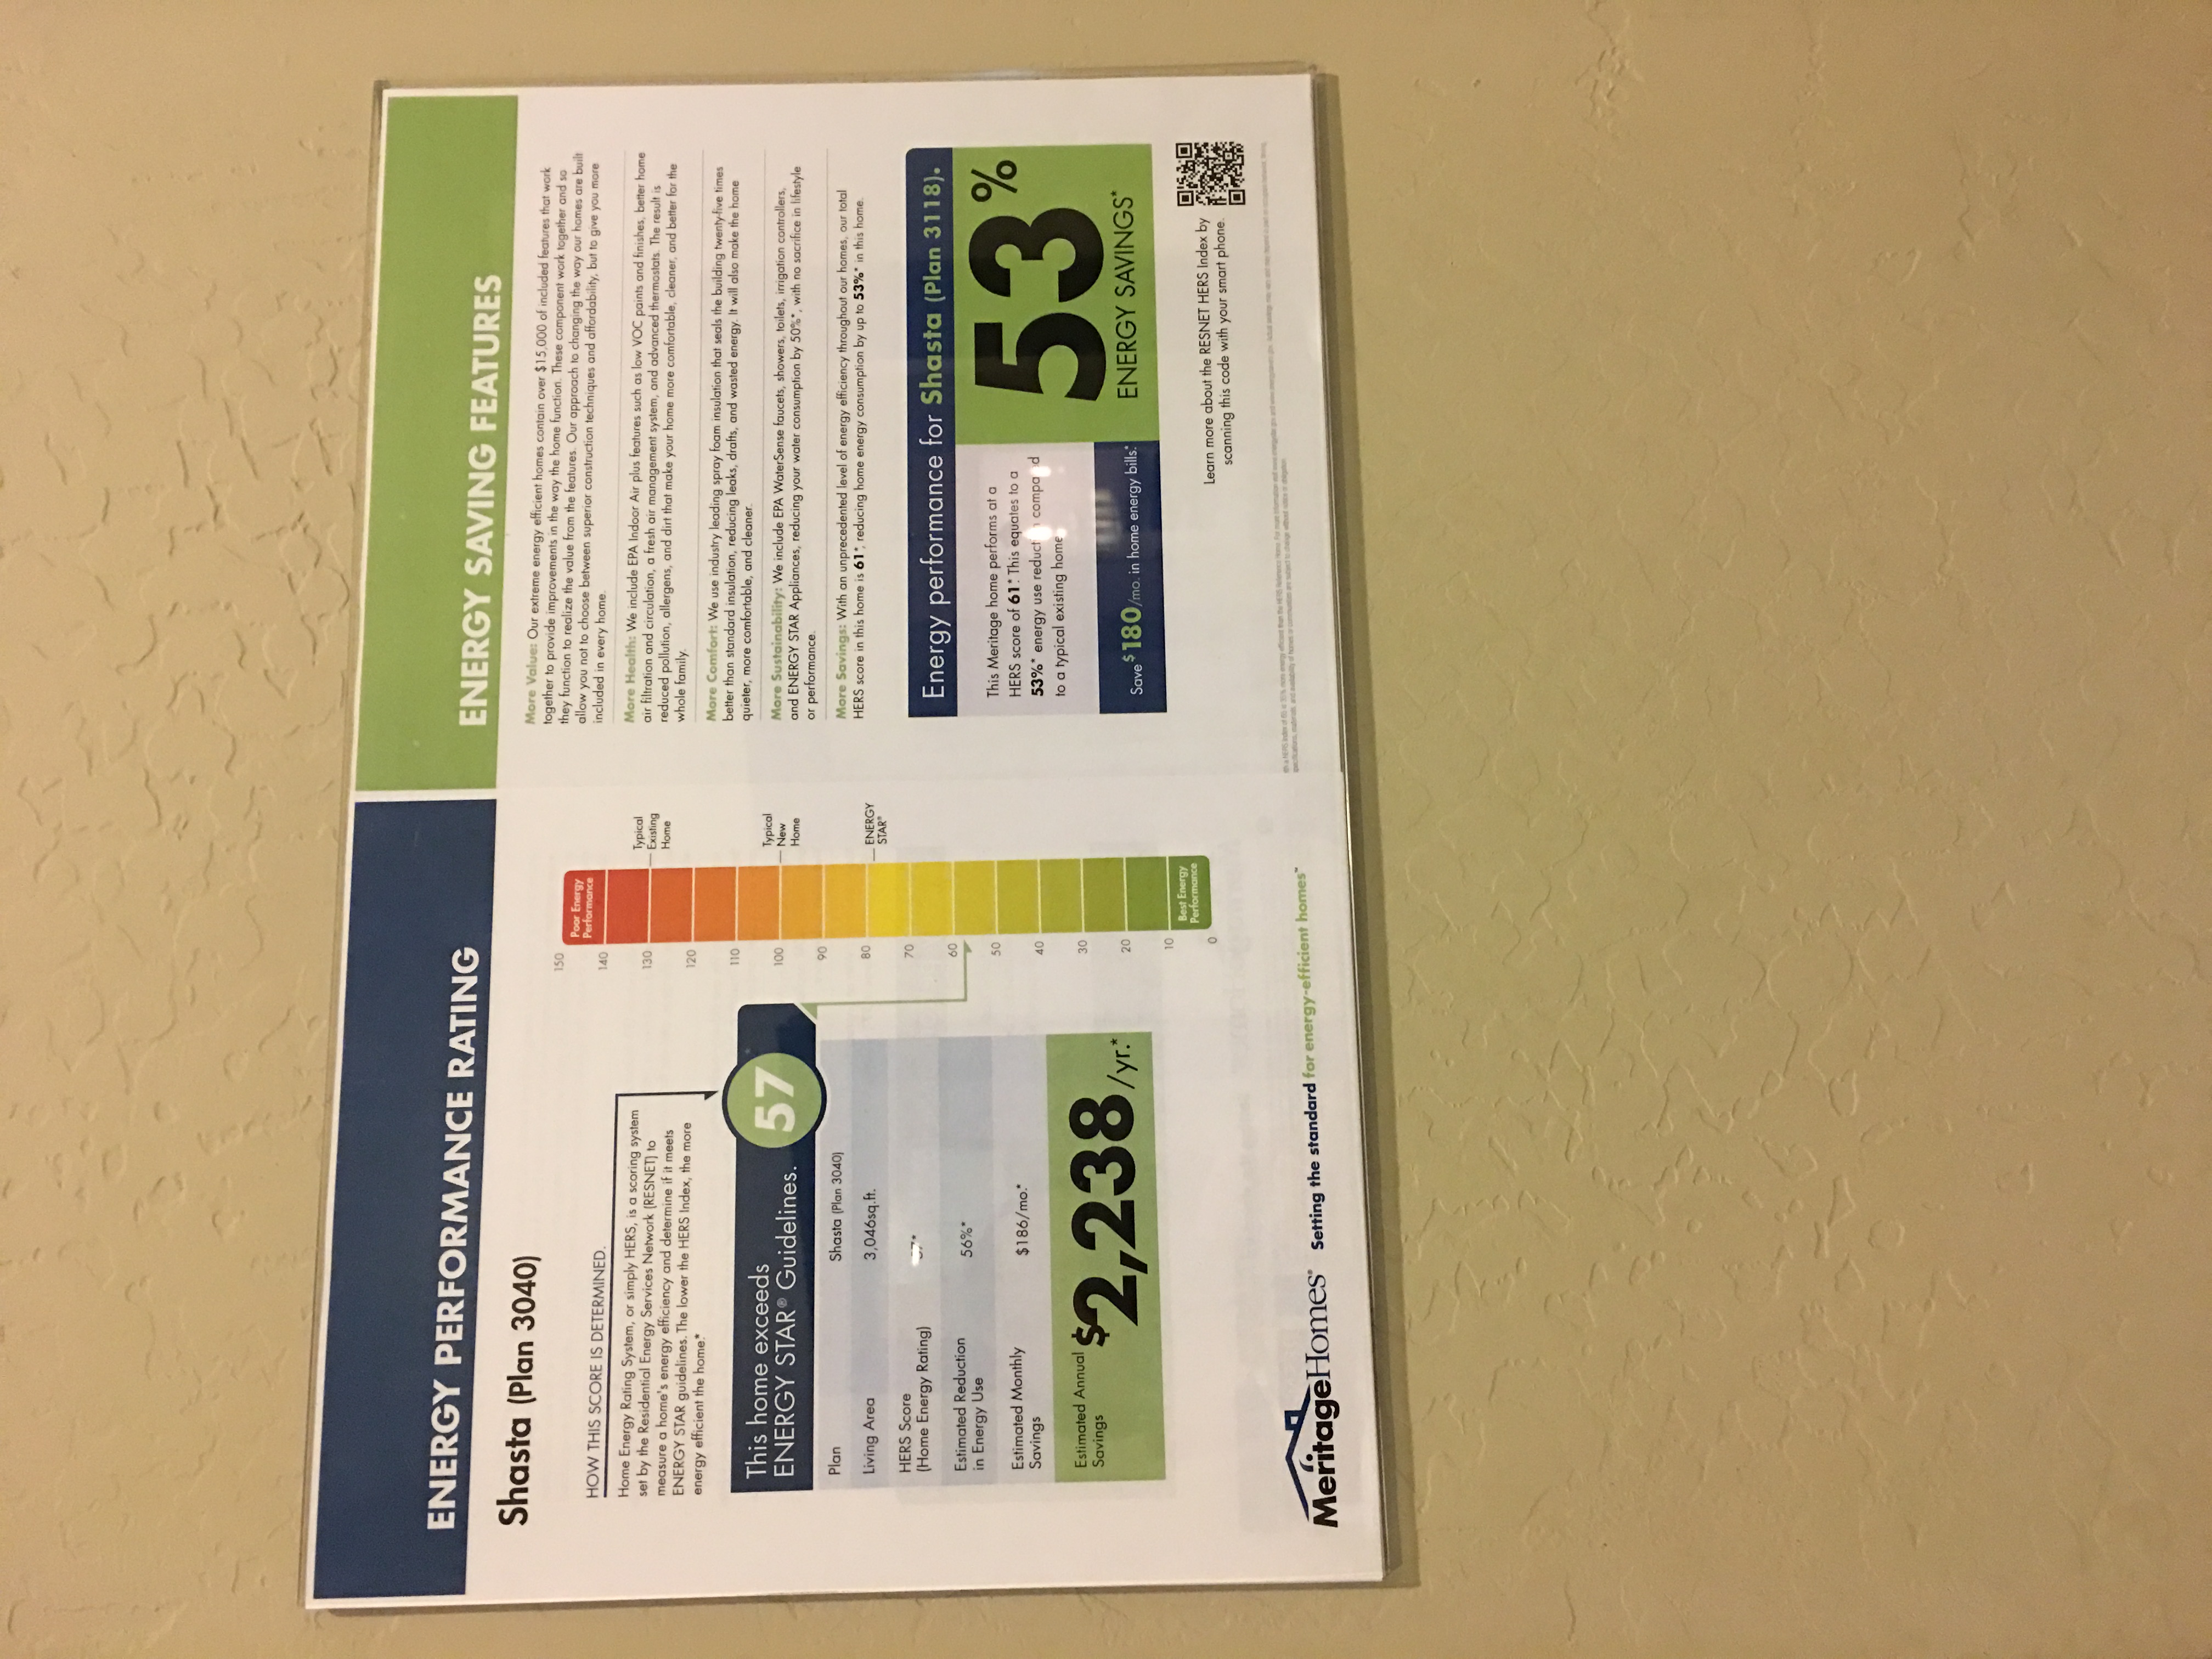 ENERGY PERFORMANCE RATING
Shasta (Plan 3040)
HOW THIS SCORE IS DETERMINED.
Home Energy Rating System, or simply HERS, is a scoring system
set by the Residential Energy Services Network (RESNET) to
measure a home's energy efficiency and determine if it meets
ENERGY STAR guidelines. The lower the HERS Index, the more
energy efficient the home.*
This home exceeds
ENERGY STAR® Guidelines.
57
Plan Shasta (Plan 3040)
Living Area 3,046sq.ft.
HERS Score
(Home Energy Rating)
Estimated Reduction
in Energy Use
56%*
Estimated Monthly
Savings
$186/mo.*
Estimated Annual
Savings
$2,238/yr.*
150
140
130
120
110
100
90
80
70
60
50
40
30
20
10
0
Poor Energy
Performance
Typical
Existing
Home
Typical
New
Home
ENERGY
STAR®
Best Energy
Performance
MeritageHomes® Setting the standard for energy-efficient homes™
ENERGY SAVING FEATURES
More Value: Our extreme energy efficient homes contain over $15,000 of included features that work
together to provide improvements in the way the home function. These component work together and so
they function to realize the value from the features. Our approach to changing the way our homes are built
allow you not to choose between superior construction techniques and affordability, but to give you more
included in every home.
More Health: We include EPA Indoor Air plus features such as low VOC paints and finishes, better home
air filtration and circulation, a fresh air management system, and advanced thermostats. The result is
reduced pollution, allergens, and dirt that make your home more comfortable, cleaner, and better for the
whole family.
More Comfort: We use industry leading spray foam insulation that seals the building twenty-five times
better than standard insulation, reducing leaks, drafts, and wasted energy. It will also make the home
quieter, more comfortable, and cleaner.
More Sustainability: We include EPA WaterSense faucets, showers, toilets, irrigation controllers,
and ENERGY STAR Appliances, reducing your water consumption by 50%*, with no sacrifice in lifestyle
or performance.
More Savings: With an unprecedented level of energy efficiency throughout our homes, our total
HERS score in this home is 61*, reducing home energy consumption by up to 53%* in this home.
Energy performance for Shasta (Plan 3118).
This Meritage home performs at a
HERS score of 61*. This equates to a
53%* energy use compared
to a typical existing home
Save $180/mo. in home energy bills.*
53%
ENERGY SAVINGS*
Learn more about the RESNET HERS Index by
scanning this code with your smart phone.